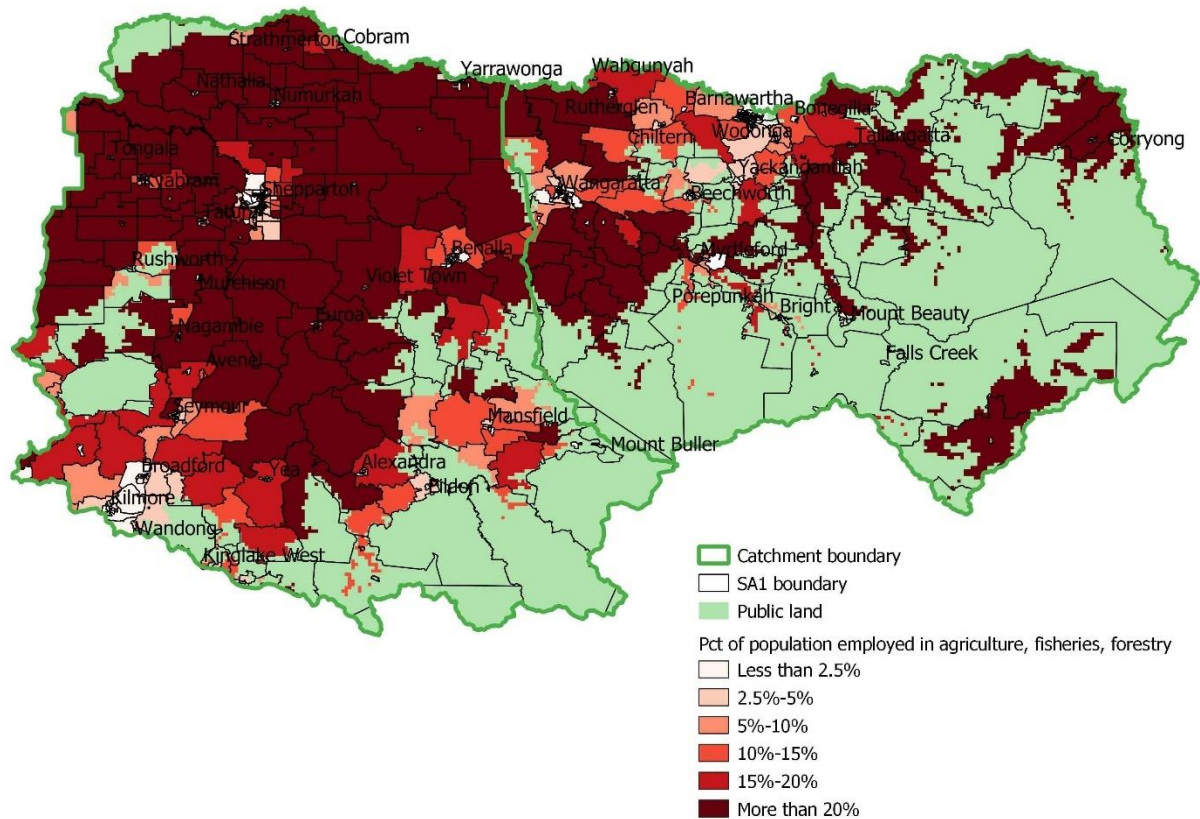 Strathmerton
Cobram
Yarrawonga
Wahgunyah
Nathalia
Numurkah
Rutherglen
Barnawartha
Bonegilla
Chiltern
Wodonga
Tallangatta
Corryong
Tongala
Kyabram
Shepparton
Yackandandah
Wangaratta
Beechworth
Tatura
Benalla
Myrtleford
Rushworth
Murchison
Violet Town
Porepunkah
Bright
Mount Beauty
Nagambie
Euroa
Avenel
Falls Creek
Seymour
Mansfield
Mount Buller
Broadford
Yea
Alexandra
Eildon
Kilmore
Wandong
Kinglake West
Catchment boundary
SA1 boundary
Public land
Pct of population employed in agriculture, fisheries, forestry
Less than 2.5%
2.5%-5%
5%-10%
10%-15%
15%-20%
More than 20%